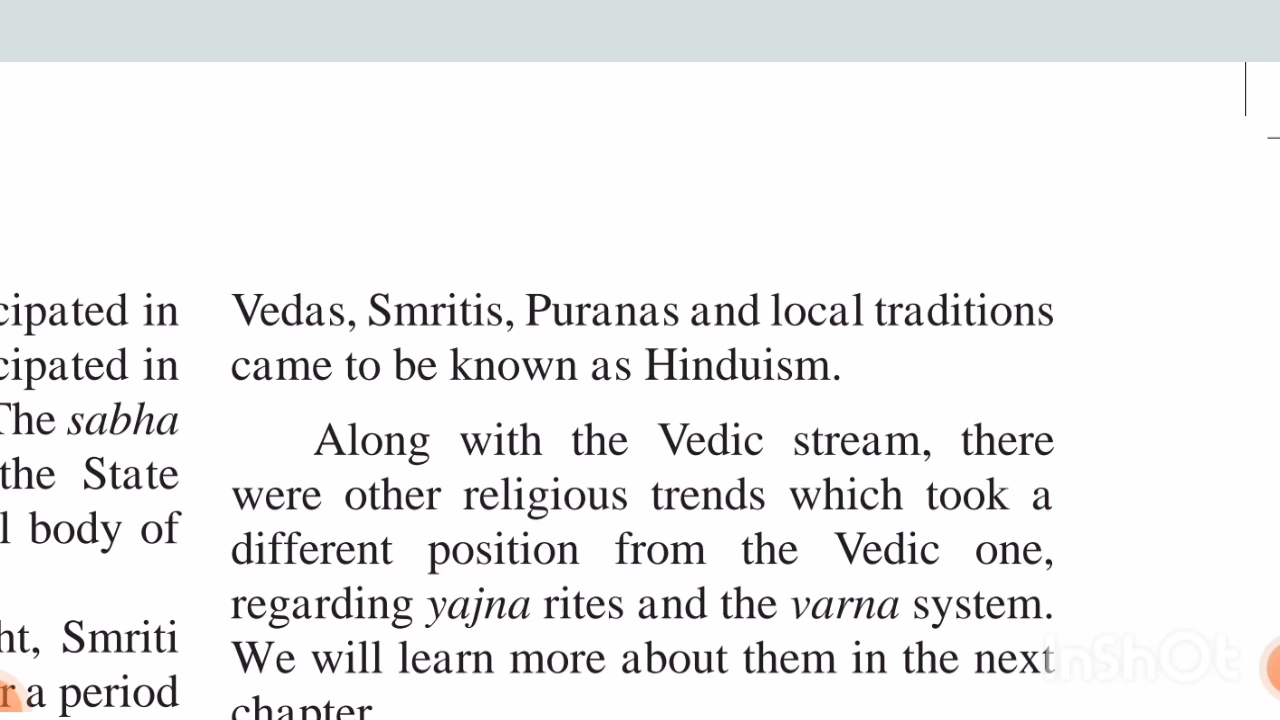 cipated in
cipated in
The sabha
the State
l body of
ht, Smriti
r a period
Vedas, Smritis, Puranas and local traditions
came to be known as Hinduism.
Along with the Vedic stream, there
were other religious trends which took a
different position from the Vedic one,
regarding yajna rites and the varna system.
We will learn more about them in the next
chapter
InShOt